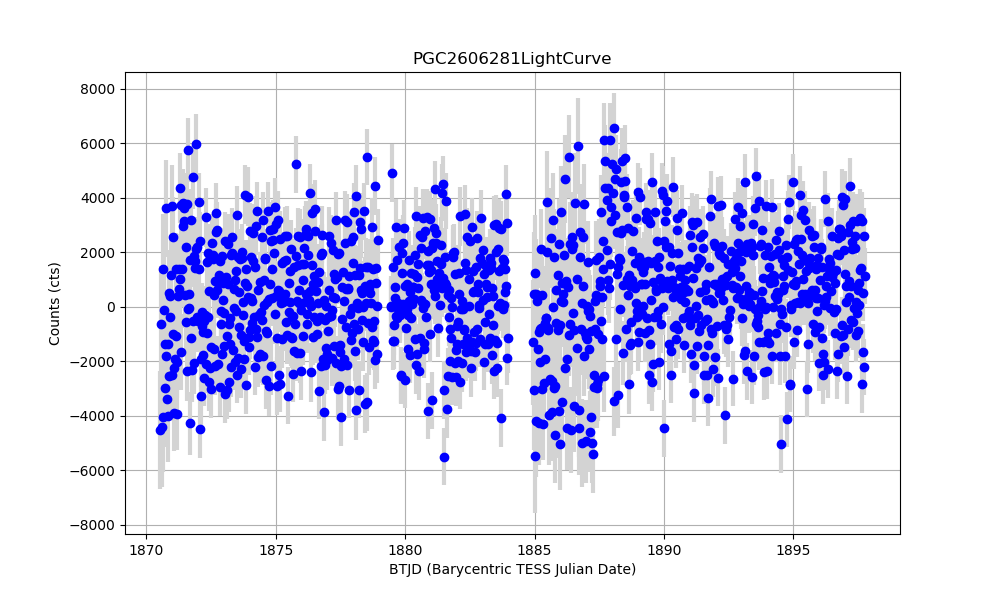 PGC2606281LightCurve
8000
6000
4000
2000
0
−2000
−4000
−6000
−8000
Counts (cts)
1870 1875 1880 1885 1890 1895
BTJD (Barycentric TESS Julian Date)